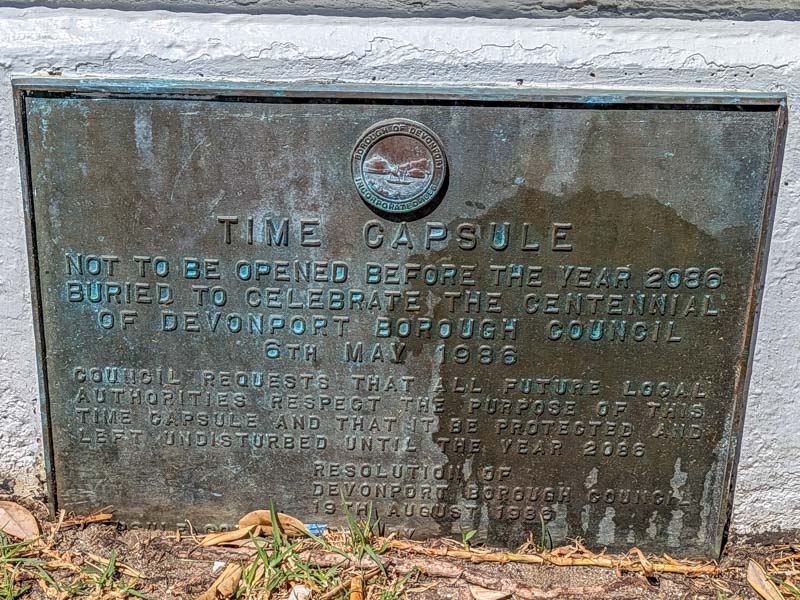 BOROUGH OF DEVONPORT
INCORPORATED 1886
TIME CAPSULE
NOT TO BE OPENED BEFORE THE YEAR 2086
BURIED TO CELEBRATE THE CENTENNIAL
OF DEVONPORT BOROUGH COUNCIL
6TH MAY 1986
COUNCIL REQUESTS THAT ALL FUTURE LOCAL
AUTHORITIES RESPECT THE PURPOSE OF THIS
TIME CAPSULE AND THAT IT BE PROTECTED AND
LEFT UNDISTURBED UNTIL THE YEAR 2086
RESOLUTION OF
DEVONPORT BOROUGH COUNCIL
19TH AUGUST 1986